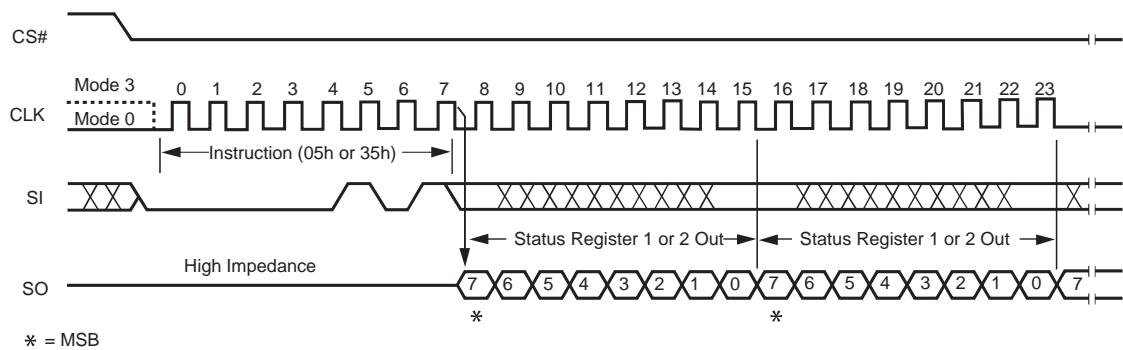 CS#
Mode 3
0 1 2 3 4 5 6 7 8 9 10 11 12 13 14 15 16 17 18 19 20 21 22 23
CLK
Mode 0
Instruction (05h or 35h)
SI
Status Register 1 or 2 Out Status Register 1 or 2 Out
High Impedance
SO
7 6 5 4 3 2 1 0 7 6 5 4 3 2 1 0 7
* *
* = MSB